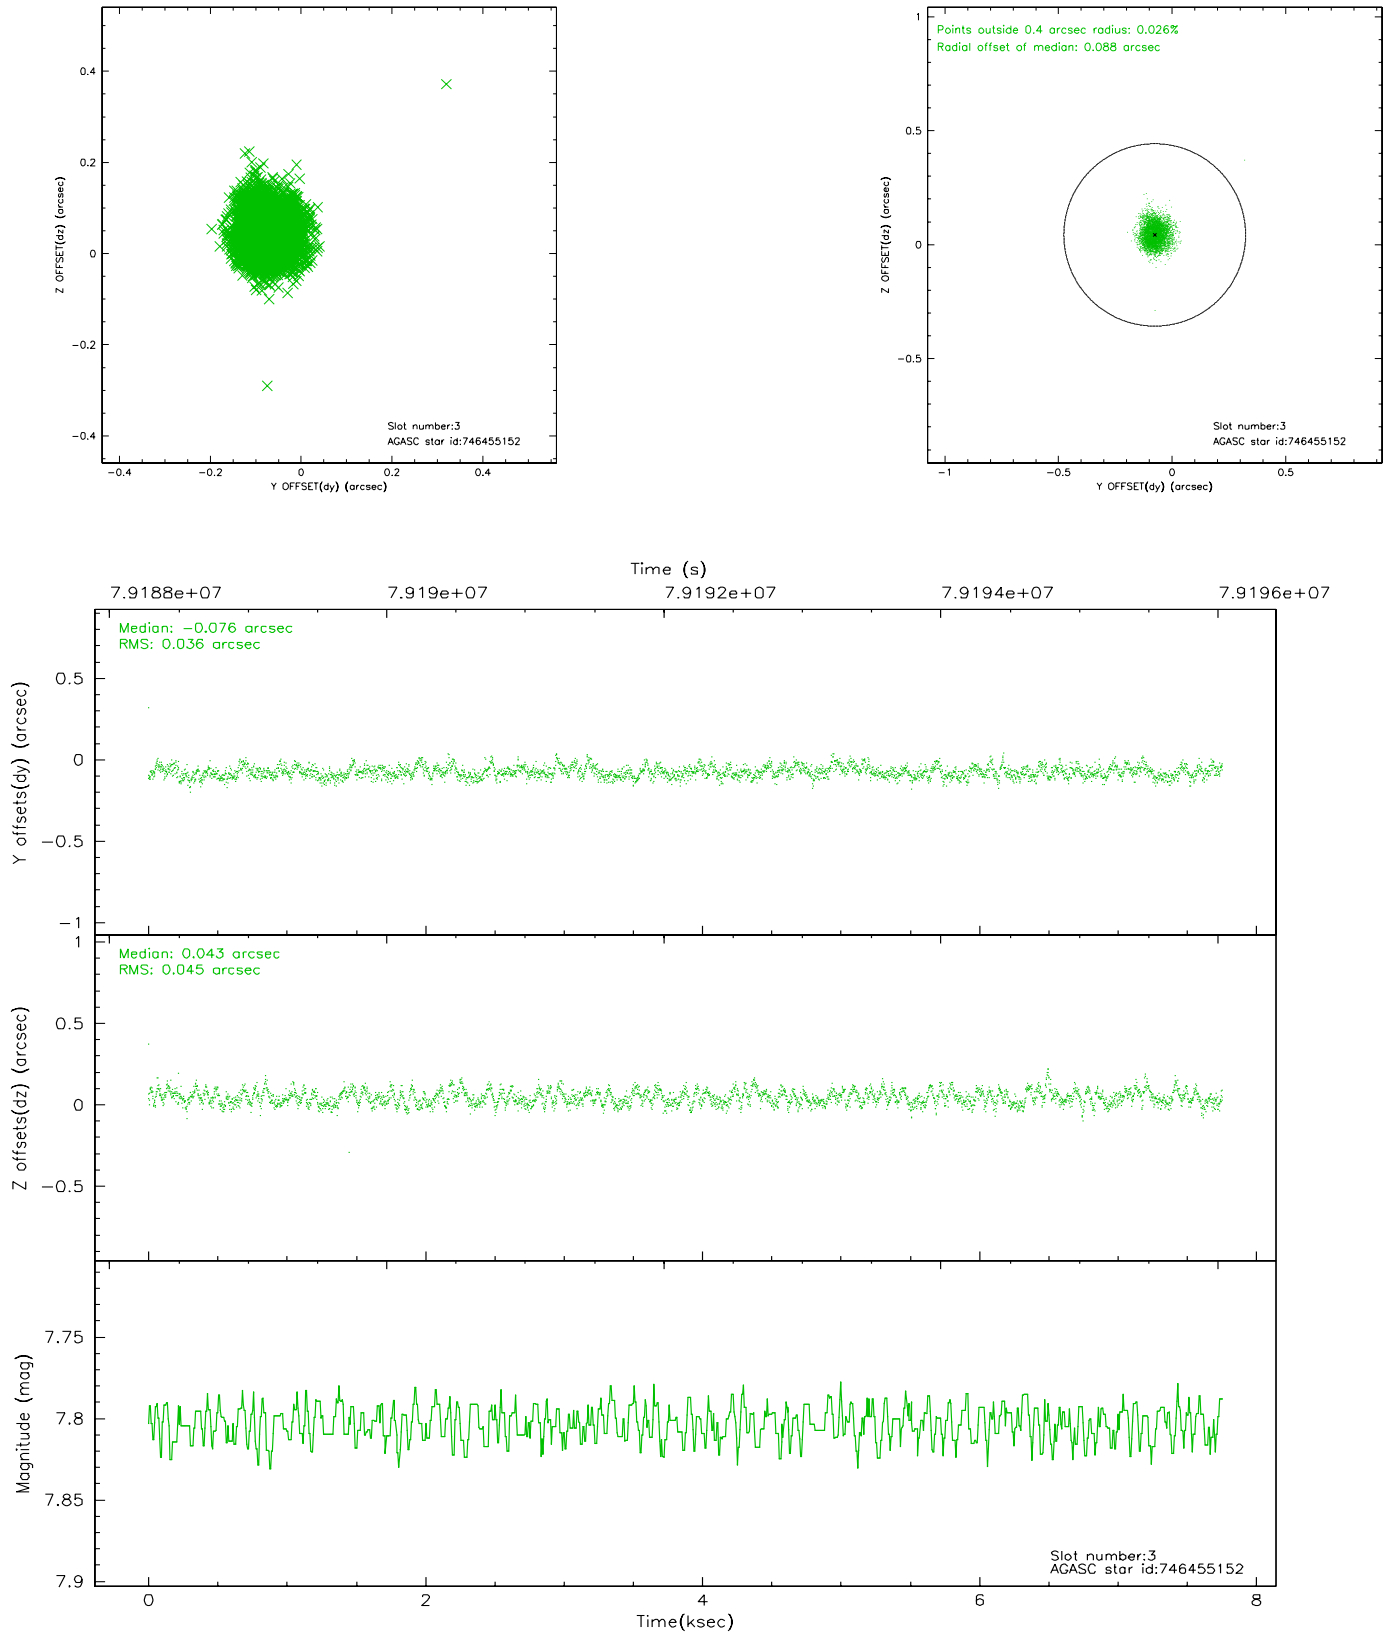 0.4
0.2
0
−0.2
−0.4
Z OFFSET(dz) (arcsec)
Slot number:3
AGASC star id:746455152
−0.4
−0.2
0
0.2
0.4
Y OFFSET(dy) (arcsec)
Points outside 0.4 arcsec radius: 0.026%
Radial offset of median: 0.088 arcsec
1
0.5
0
−0.5
Z OFFSET(dz) (arcsec)
Slot number:3
AGASC star id:746455152
−1
−0.5
0
0.5
Y OFFSET(dy) (arcsec)
Time (s)
7.9188e+07
7.919e+07
7.9192e+07
7.9194e+07
7.9196e+07
Median: −0.076 arcsec
RMS: 0.036 arcsec
0.5
0
−0.5
−1
Y offsets(dy) (arcsec)
Median: 0.043 arcsec
RMS: 0.045 arcsec
1
0.5
0
−0.5
Z offsets(dz) (arcsec)
7.75
7.8
7.85
7.9
Magnitude (mag)
Slot number:3
AGASC star id:746455152
0
2
4
6
8
Time(ksec)